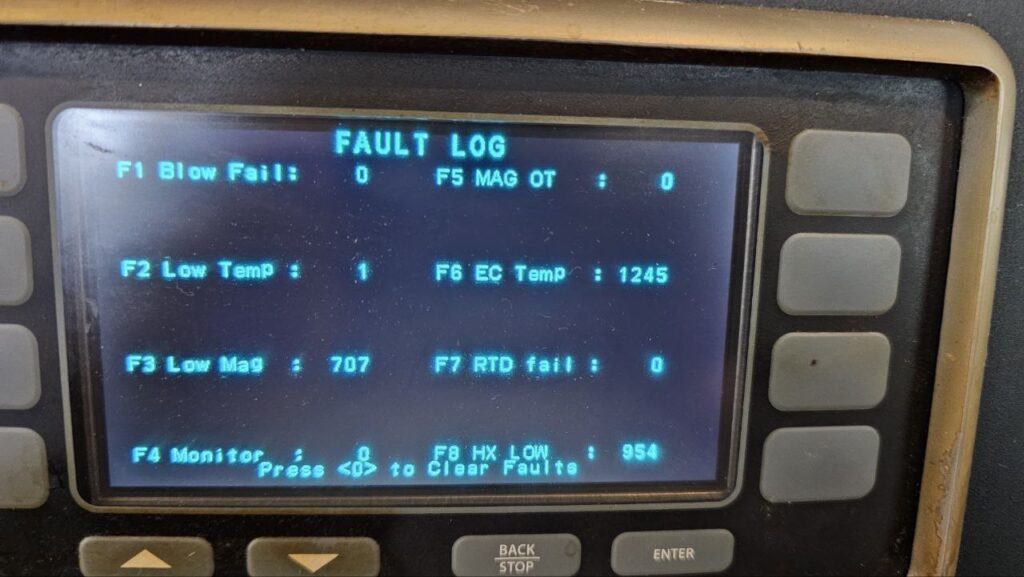 FAULT LOG
F1 Blow Fail: 0 F5 MAG OT : 0
F2 Low Temp : 1 F6 EC Temp : 1245
F3 Low Mag : 707 F7 RTD fail : 0
F4 Monitor : 0 F8 HX LOW : 954
Press <0> to Clear Faults
BACK
STOP
ENTER